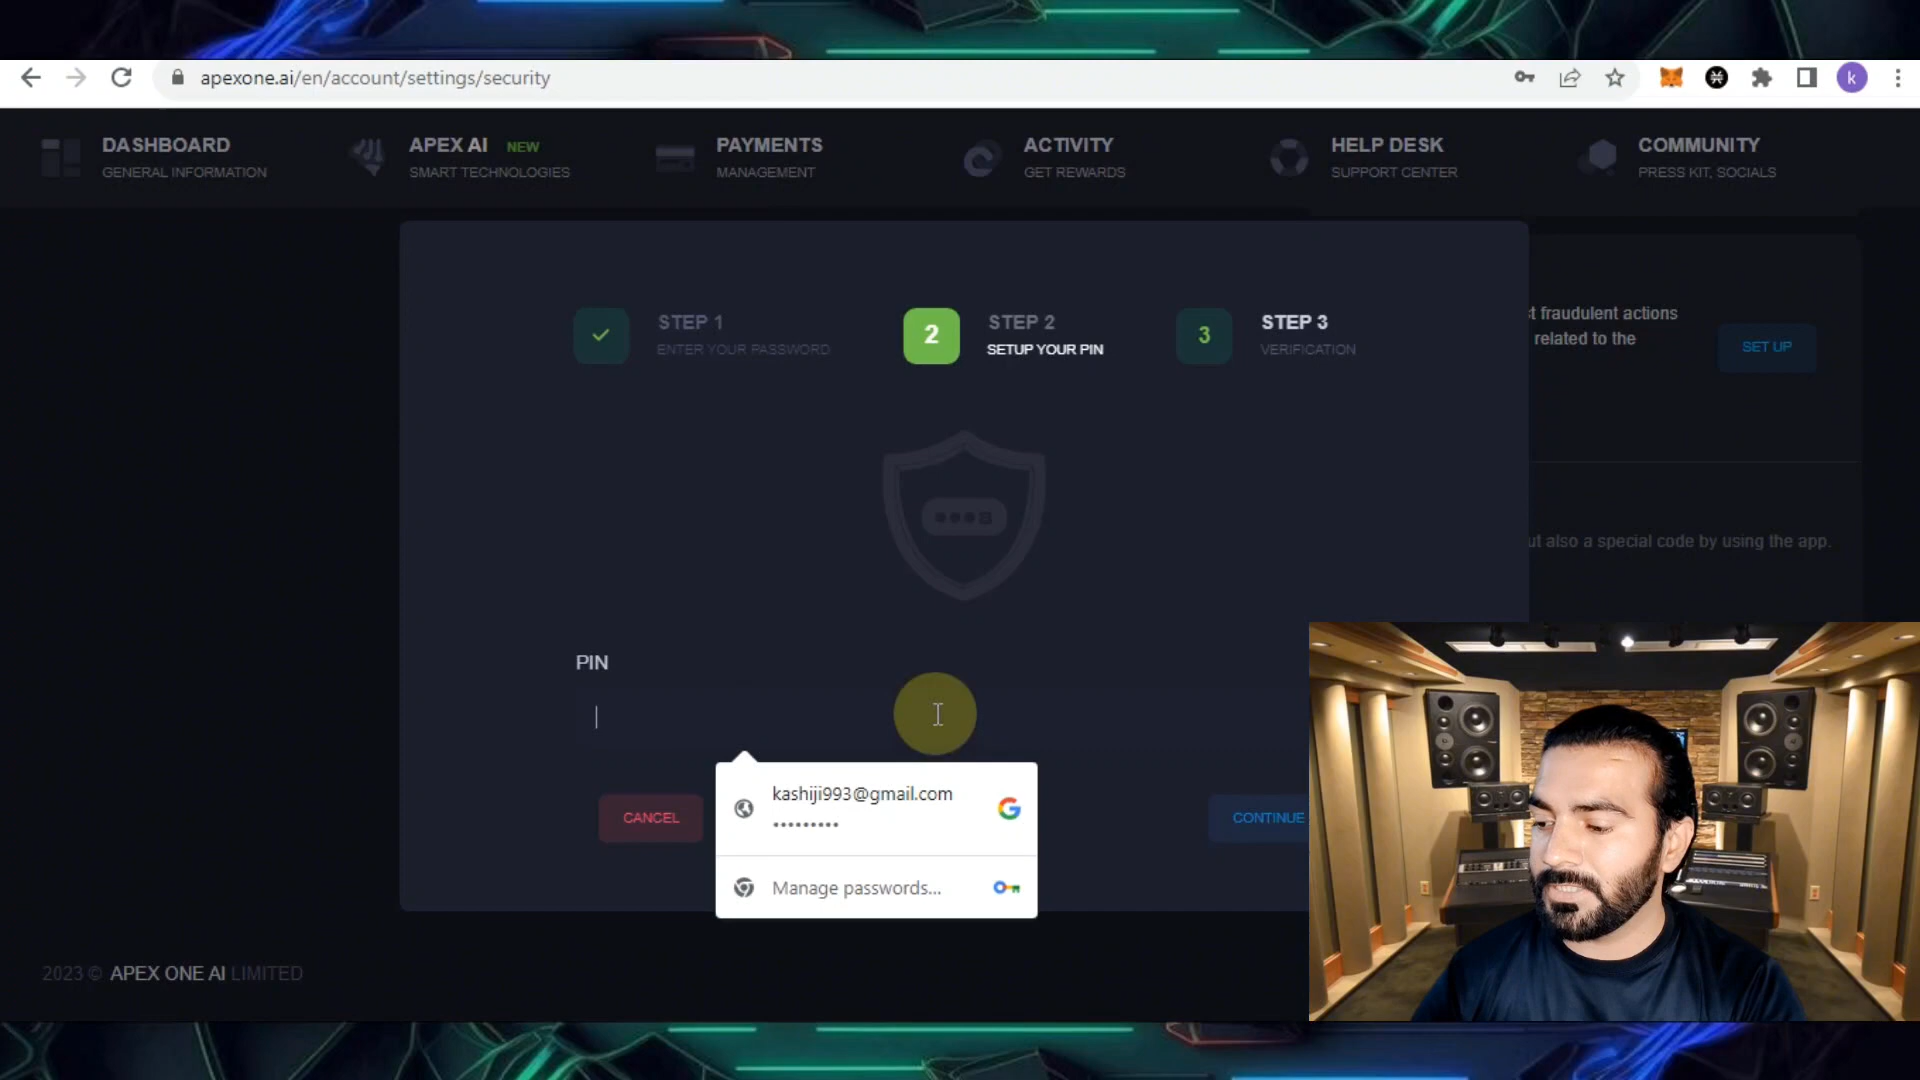 apexone.ai/en/account/settings/security
k
DASHBOARD
GENERAL INFORMATION
APEX AI NEW
SMART TECHNOLOGIES
PAYMENTS
MANAGEMENT
ACTIVITY
GET REWARDS
HELP DESK
SUPPORT CENTER
COMMUNITY
PRESS KIT, SOCIALS
STEP 1
ENTER YOUR PASSWORD
2
STEP 2
SETUP YOUR PIN
3
STEP 3
VERIFICATION
t fraudulent actions
related to the
SET UP
ut also a special code by using the app.
PIN
kashiji993@gmail.com
•••••••••
Manage passwords...
CANCEL
CONTINUE
2023 © APEX ONE AI LIMITED